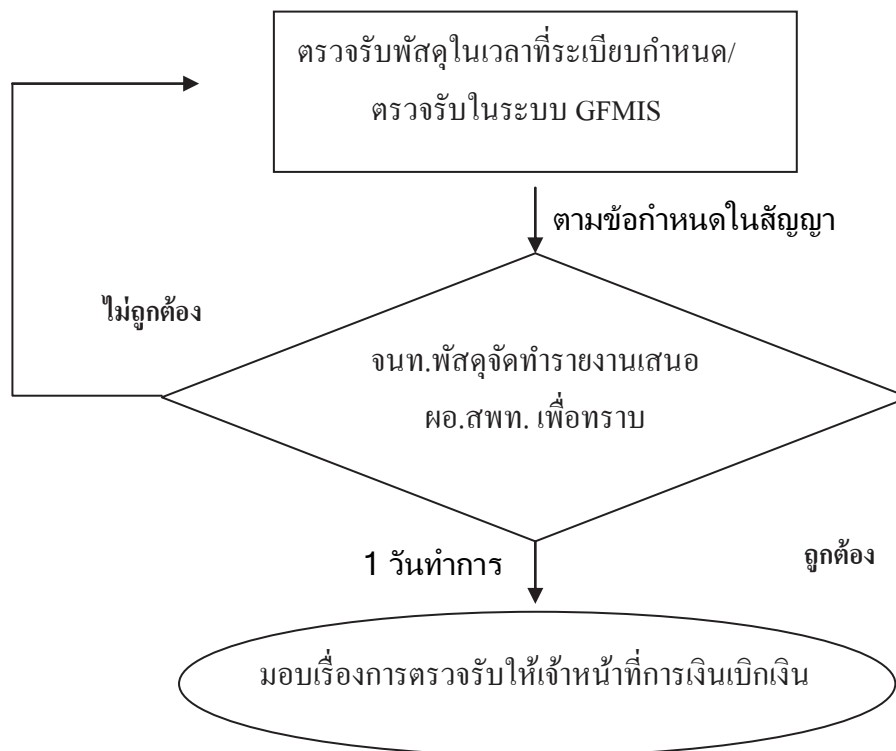 ตรวจรับพัสดุในเวลาที่ระเบียบกำหนด/
ตรวจรับในระบบ GFMIS
ตามข้อกำหนดในสัญญา
ไม่ถูกต้อง
จนท.พัสดุจัดทำรายงานเสนอ
ผอ.สพท. เพื่อทราบ
1 วันทำการ
ถูกต้อง
มอบเรื่องการตรวจรับให้เจ้าหน้าที่การเงินเบิกเงิน